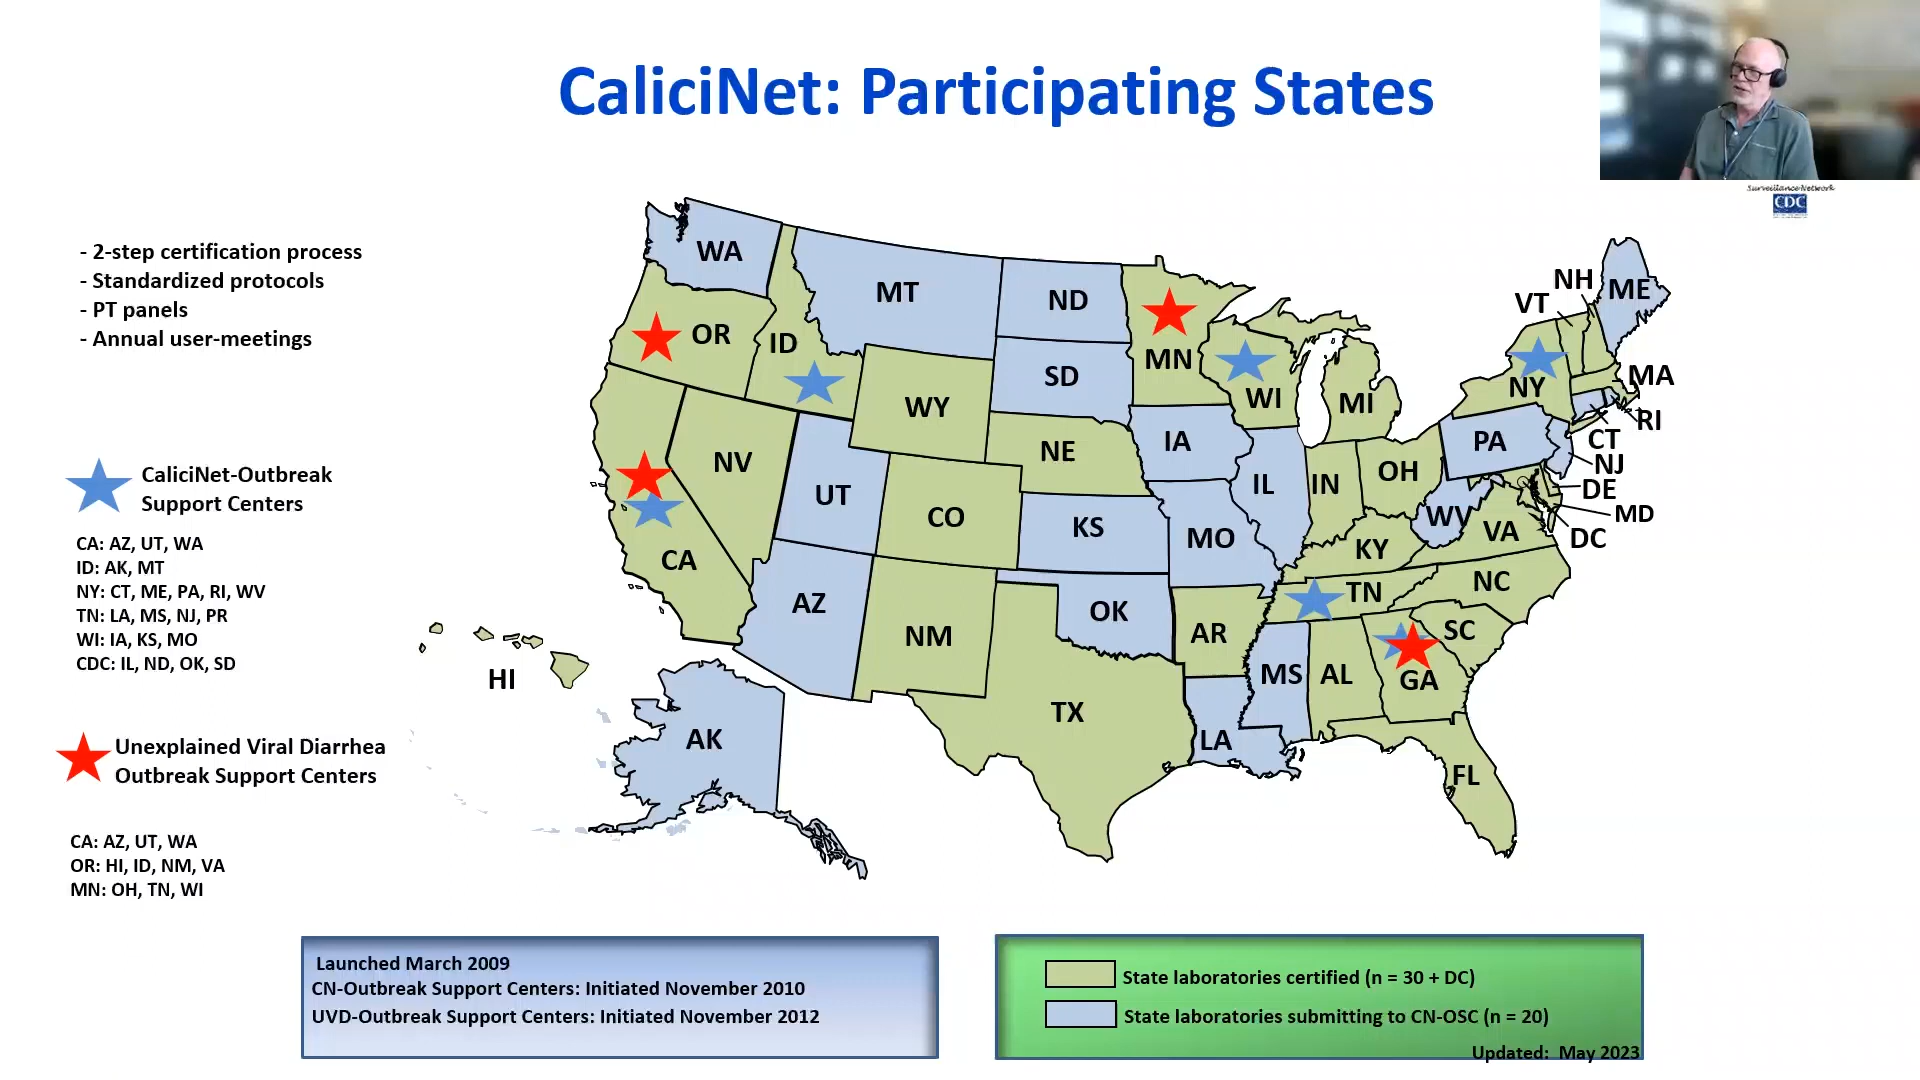 CaliciNet: Participating States
Surveillance Network
CDC
- 2-step certification process
- Standardized protocols
- PT panels
- Annual user-meetings
CaliciNet-Outbreak
Support Centers
CA: AZ, UT, WA
ID: AK, MT
NY: CT, ME, PA, RI, WV
TN: LA, MS, NJ, PR
WI: IA, KS, MO
CDC: IL, ND, OK, SD
Unexplained Viral Diarrhea
Outbreak Support Centers
CA: AZ, UT, WA
OR: HI, ID, NM, VA
MN: OH, TN, WI
WA
MT
ND
MN
OR
ID
SD
WY
WI
MI
VT
NH
ME
NY
MA
RI
CT
NJ
DE
MD
DC
PA
NV
UT
CO
NE
IA
IL
IN
OH
WV
VA
KS
MO
KY
CA
AZ
NM
OK
AR
TN
NC
SC
MS
AL
GA
TX
LA
FL
HI
AK
Launched March 2009
CN-Outbreak Support Centers: Initiated November 2010
UVD-Outbreak Support Centers: Initiated November 2012
State laboratories certified (n = 30 + DC)
State laboratories submitting to CN-OSC (n = 20)
Updated: May 2023